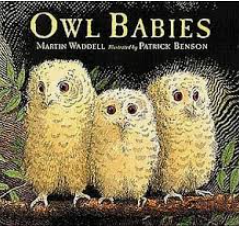 OWL BABIES
MARTIN WADDELL Illustrated by PATRICK BENSON